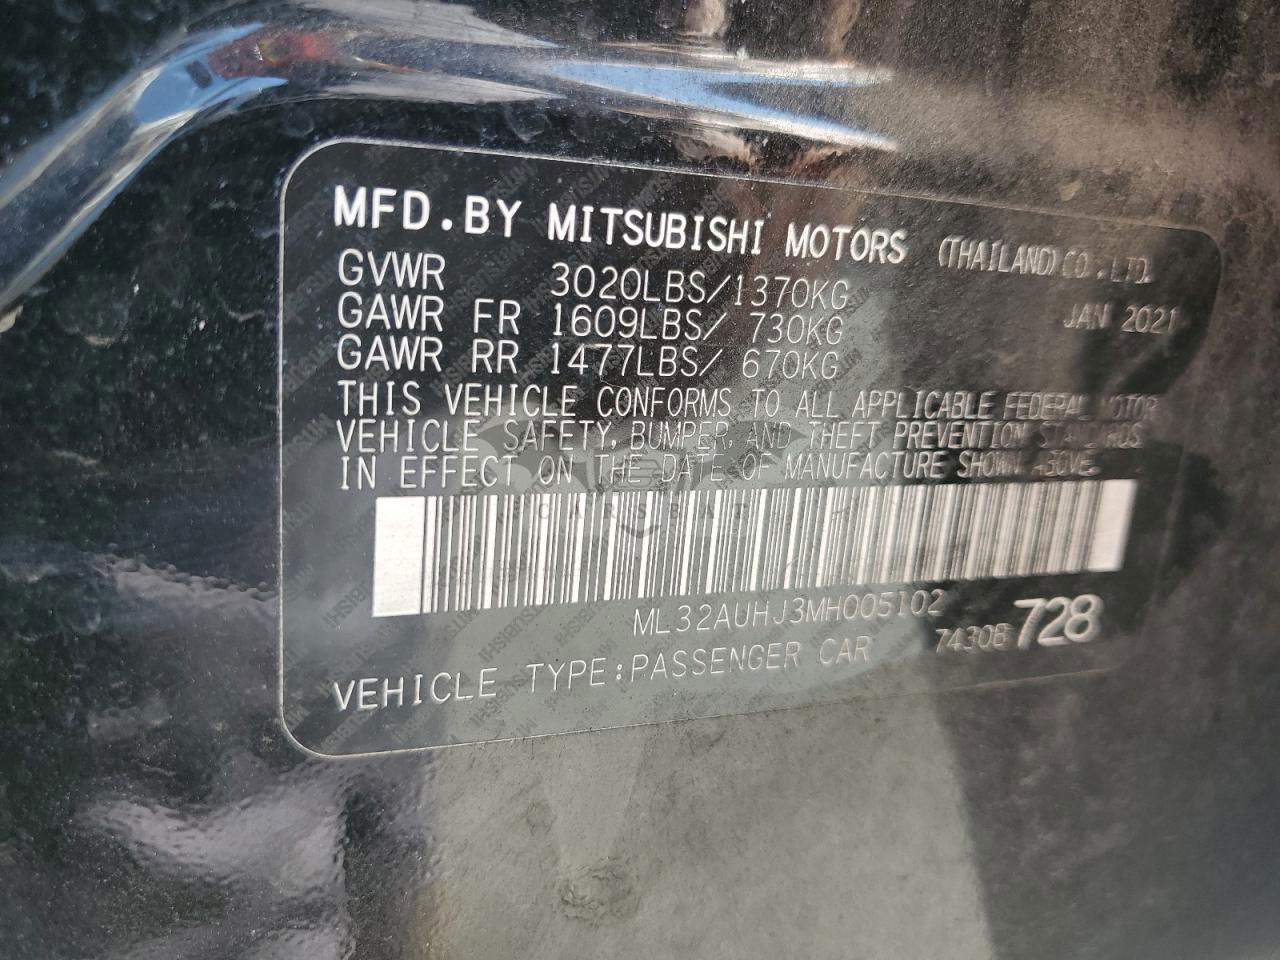 MFD.BY MITSUBISHI MOTORS (THAILAND) CO.,LTD.
GVWR 3020LBS/1370KG JAN 2021
GAWR FR 1609LBS/ 730KG
GAWR RR 1477LBS/ 670KG
THIS VEHICLE CONFORMS TO ALL APPLICABLE FEDERAL MOTOR
VEHICLE SAFETY, BUMPER, AND THEFT PREVENTION
IN EFFECT ON THE DATE OF MANUFACTURE SHOWN ABOVE.
CARSBAT
ML32AUHJ3MH005102
7430B 728
VEHICLE TYPE:PASSENGER CAR